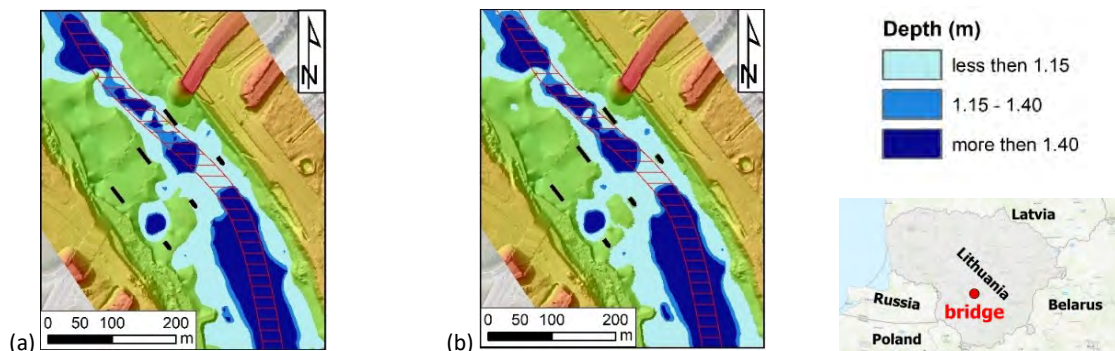 N
0 50 100 200
m
(a)
N
0 50 100 200
m
(b)
Depth (m)
less then 1.15
1.15 - 1.40
more then 1.40
Latvia
Lithuania
Russia
bridge
Belarus
Poland